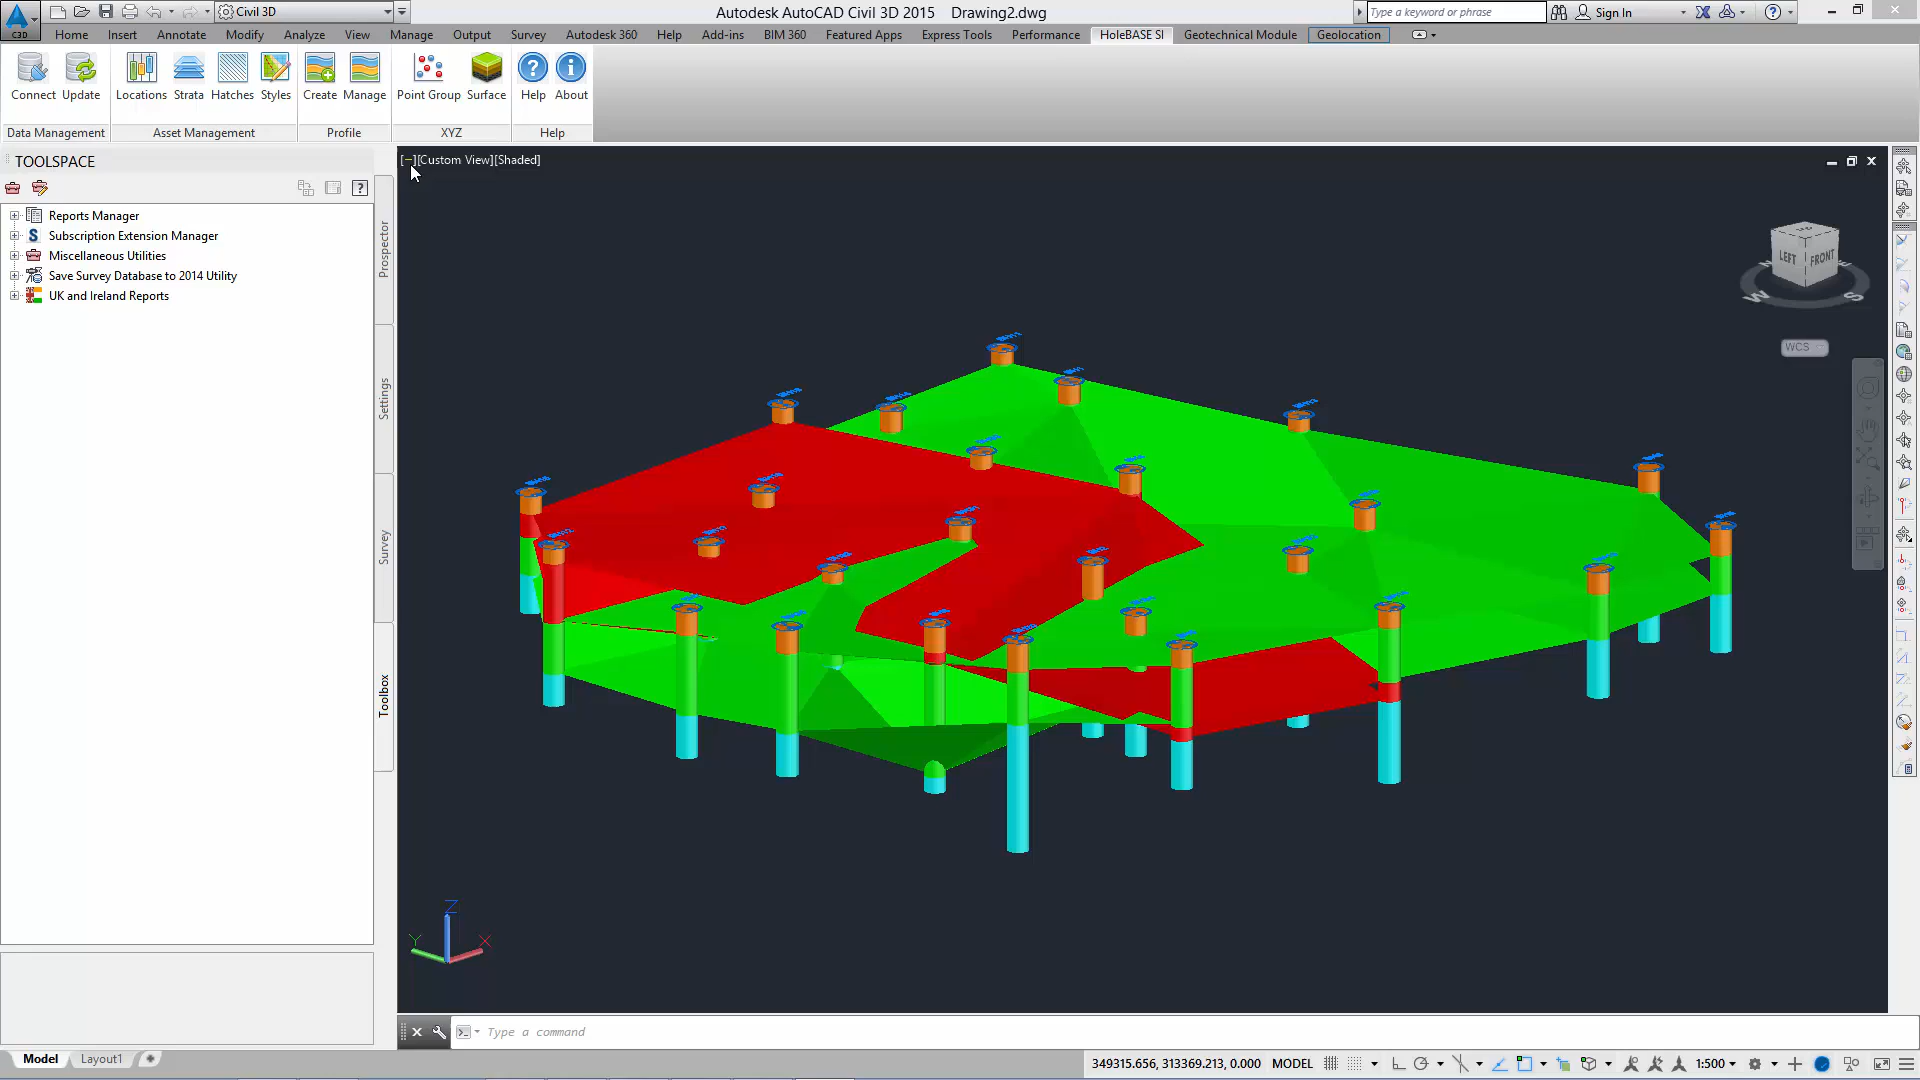 Civil 3D
Autodesk AutoCAD Civil 3D 2015 Drawing2.dwg
Type a keyword or phrase
Sign In
C3D
Home Insert Annotate Modify Analyze View Manage Output Survey Autodesk 360 Help Add-ins BIM 360 Featured Apps Express Tools Performance HoleBASE SI Geotechnical Module Geolocation
Connect Update Locations Strata Hatches Styles Create Manage Point Group Surface Help About
Data Management Asset Management Profile XYZ Help
TOOLSPACE
[−][Custom View][Shaded]
Reports Manager
Subscription Extension Manager
Miscellaneous Utilities
Save Survey Database to 2014 Utility
UK and Ireland Reports
Prospector
Settings
Survey
Toolbox
TOP
LEFT FRONT
W S
WCS
Z
Y X
Type a command
Model Layout1
349315.656, 313369.213, 0.000 MODEL 1:500